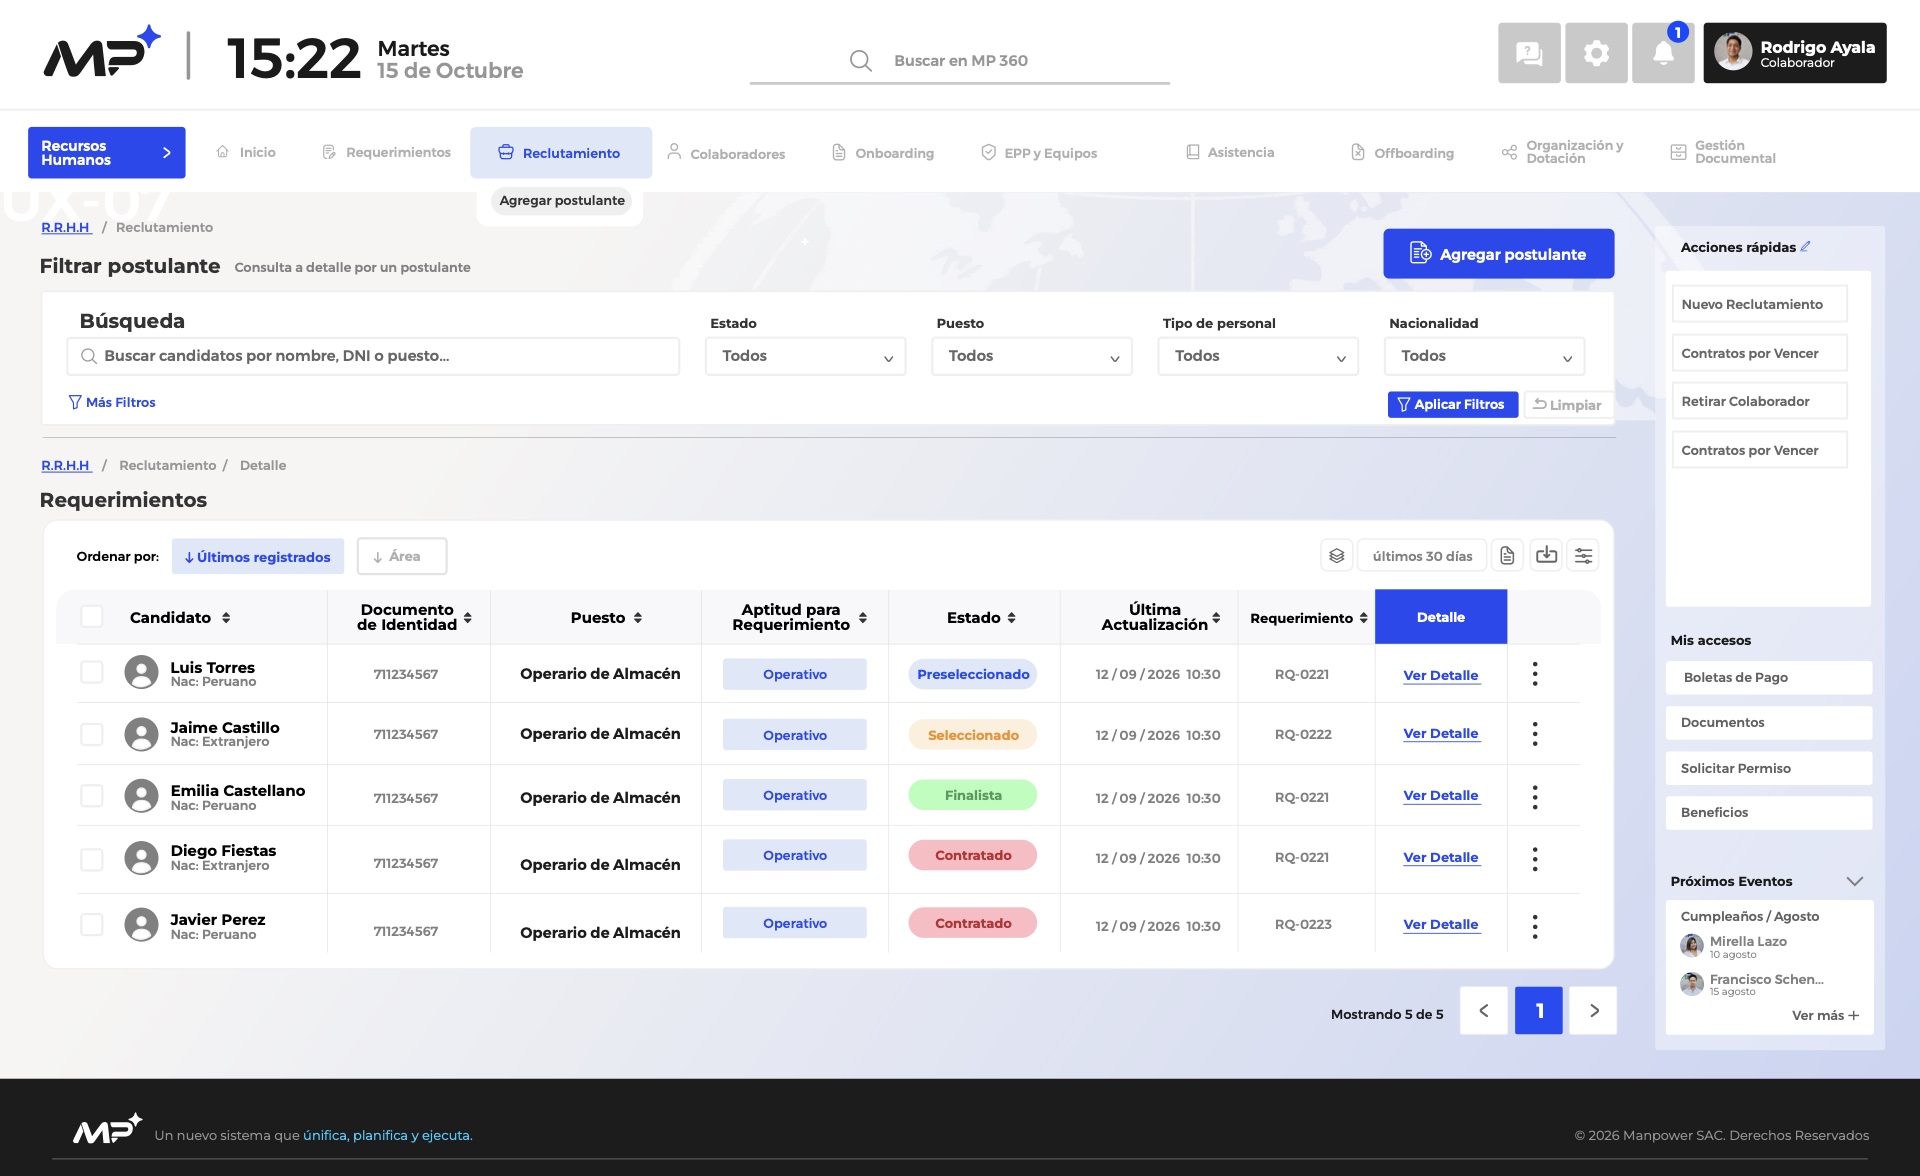 MP
15:22
Martes
15 de Octubre
Buscar en MP 360
1
Rodrigo Ayala
Colaborador
Recursos
Humanos
Inicio
Requerimientos
Reclutamiento
Colaboradores
Onboarding
EPP y Equipos
Asistencia
Offboarding
Organización y
Dotación
Gestión
Documental
Agregar postulante
UX-07
R.R.H.H / Reclutamiento
Filtrar postulante Consulta a detalle por un postulante
Agregar postulante
Búsqueda
Buscar candidatos por nombre, DNI o puesto...
Estado
Todos
Puesto
Todos
Tipo de personal
Todos
Nacionalidad
Todos
Más Filtros
Aplicar Filtros
Limpiar
R.R.H.H / Reclutamiento / Detalle
Requerimientos
Ordenar por: Últimos registrados Área
últimos 30 días
Candidato
Documento
de Identidad
Puesto
Aptitud para
Requerimiento
Estado
Última
Actualización
Requerimiento
Detalle
Luis Torres
Nac: Peruano
711234567
Operario de Almacén
Operativo
Preseleccionado
12 / 09 / 2026 10:30
RQ-0221
Ver Detalle
Jaime Castillo
Nac: Extranjero
711234567
Operario de Almacén
Operativo
Seleccionado
12 / 09 / 2026 10:30
RQ-0222
Ver Detalle
Emilia Castellano
Nac: Peruano
711234567
Operario de Almacén
Operativo
Finalista
12 / 09 / 2026 10:30
RQ-0221
Ver Detalle
Diego Fiestas
Nac: Extranjero
711234567
Operario de Almacén
Operativo
Contratado
12 / 09 / 2026 10:30
RQ-0221
Ver Detalle
Javier Perez
Nac: Peruano
711234567
Operario de Almacén
Operativo
Contratado
12 / 09 / 2026 10:30
RQ-0223
Ver Detalle
Mostrando 5 de 5
1
Acciones rápidas
Nuevo Reclutamiento
Contratos por Vencer
Retirar Colaborador
Contratos por Vencer
Mis accesos
Boletas de Pago
Documentos
Solicitar Permiso
Beneficios
Próximos Eventos
Cumpleaños / Agosto
Mirella Lazo
10 agosto
Francisco Schen...
15 agosto
Ver más +
MP
Un nuevo sistema que únifica, planifica y ejecuta.
© 2026 Manpower SAC. Derechos Reservados